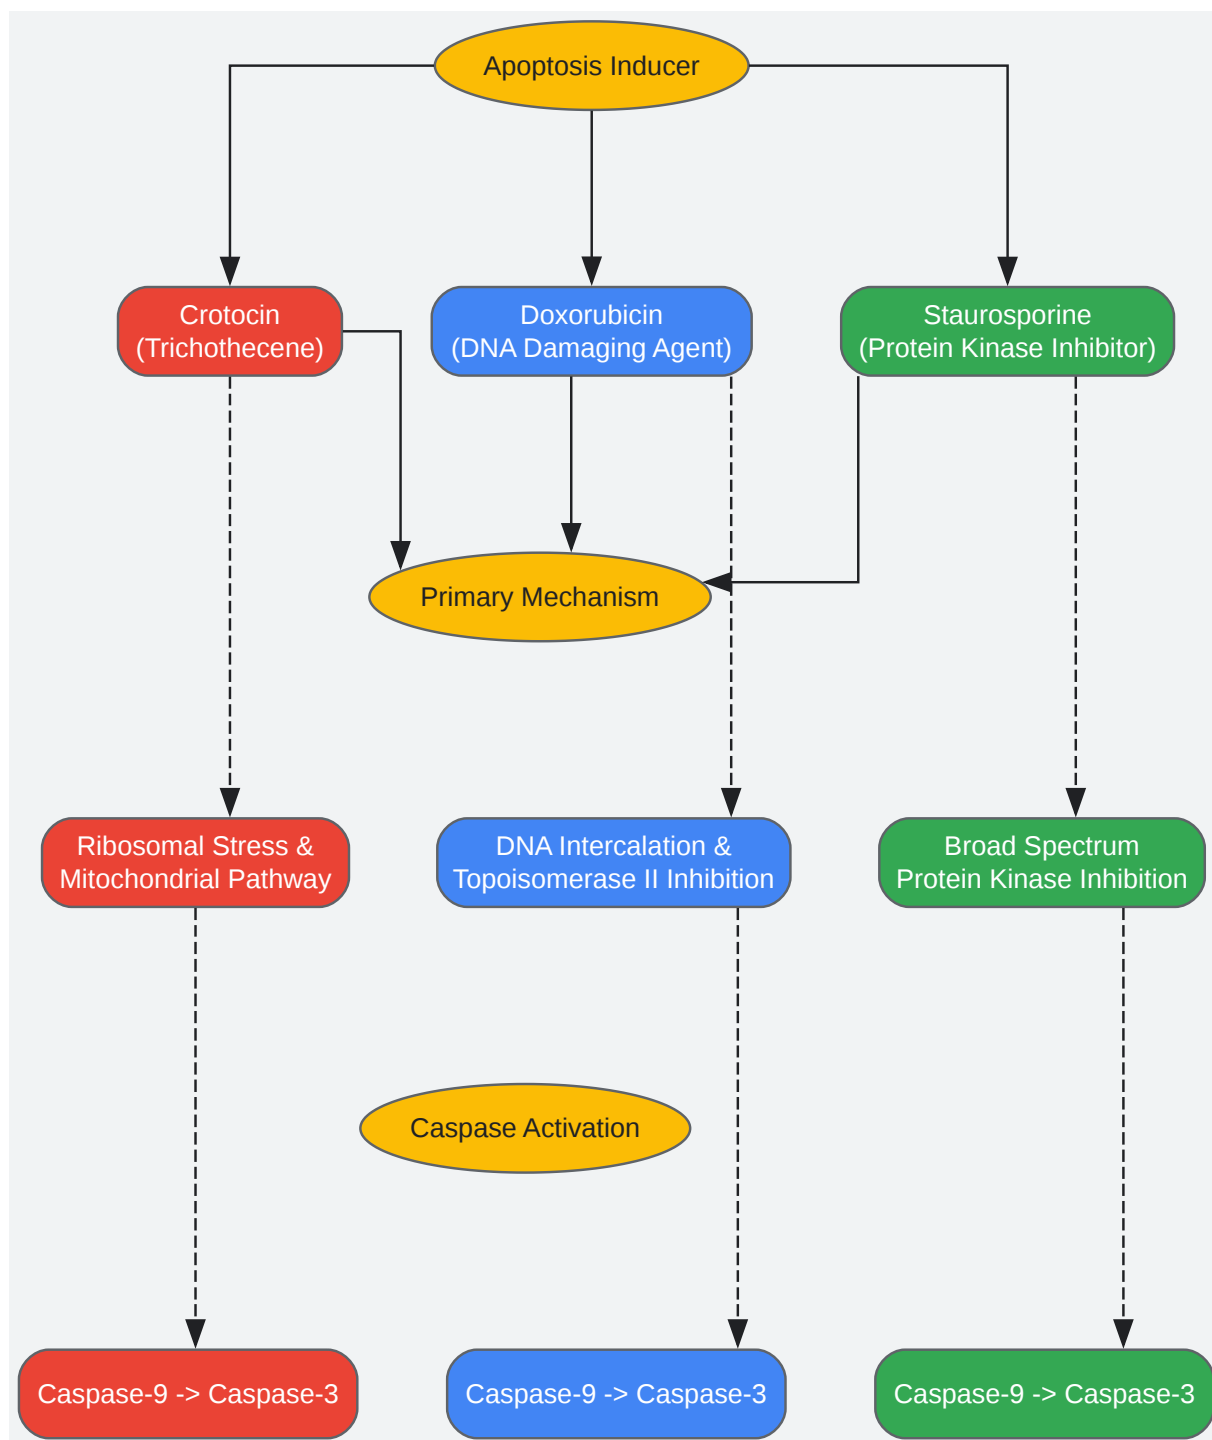 Apoptosis Inducer
Crotocin
(Trichothecene)
Doxorubicin
(DNA Damaging Agent)
Staurosporine
(Protein Kinase Inhibitor)
Primary Mechanism
Ribosomal Stress &
Mitochondrial Pathway
DNA Intercalation &
Topoisomerase II Inhibition
Broad Spectrum
Protein Kinase Inhibition
Caspase Activation
Caspase-9 -> Caspase-3
Caspase-9 -> Caspase-3
Caspase-9 -> Caspase-3